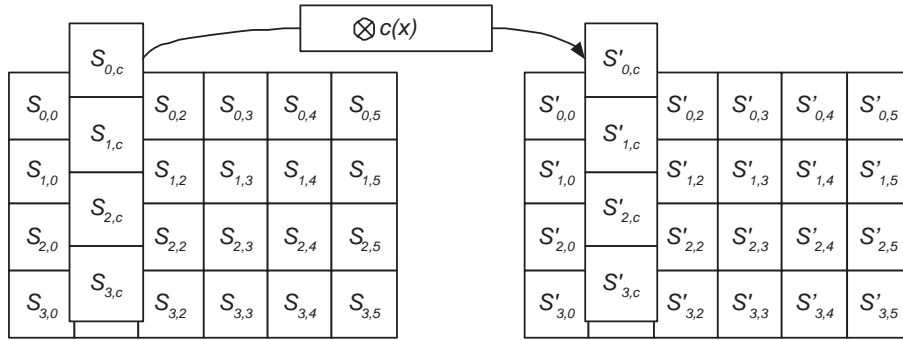 ⊗ c(x)
S0,c S'0,c
S0,0 S0,2 S0,3 S0,4 S0,5 S'0,0 S'0,2 S'0,3 S'0,4 S'0,5
S1,c S'1,c
S1,0 S1,2 S1,3 S1,4 S1,5 S'1,0 S'1,2 S'1,3 S'1,4 S'1,5
S2,c S'2,c
S2,0 S2,2 S2,3 S2,4 S2,5 S'2,0 S'2,2 S'2,3 S'2,4 S'2,5
S3,c S'3,c
S3,0 S3,2 S3,3 S3,4 S3,5 S'3,0 S'3,2 S'3,3 S'3,4 S'3,5